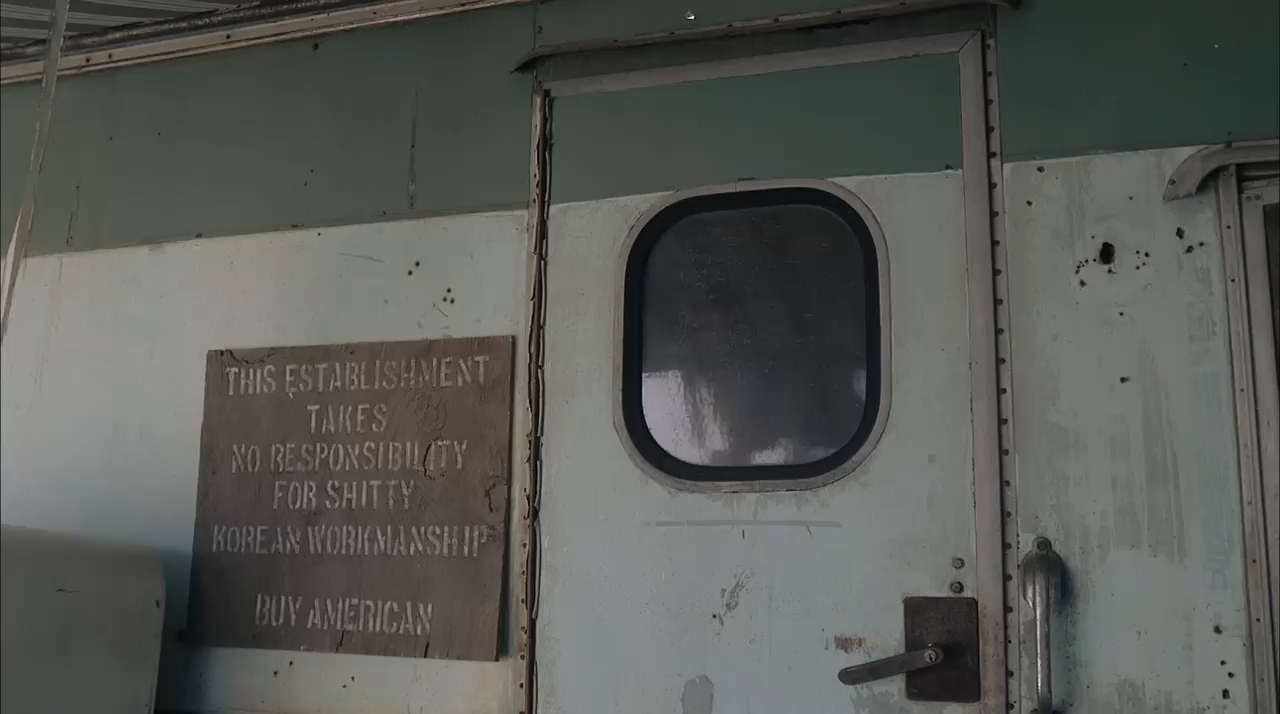 THIS ESTABLISHMENT
TAKES
NO RESPONSIBILITY
FOR SHITTY
KOREAN WORKMANSHIP
BUY AMERICAN